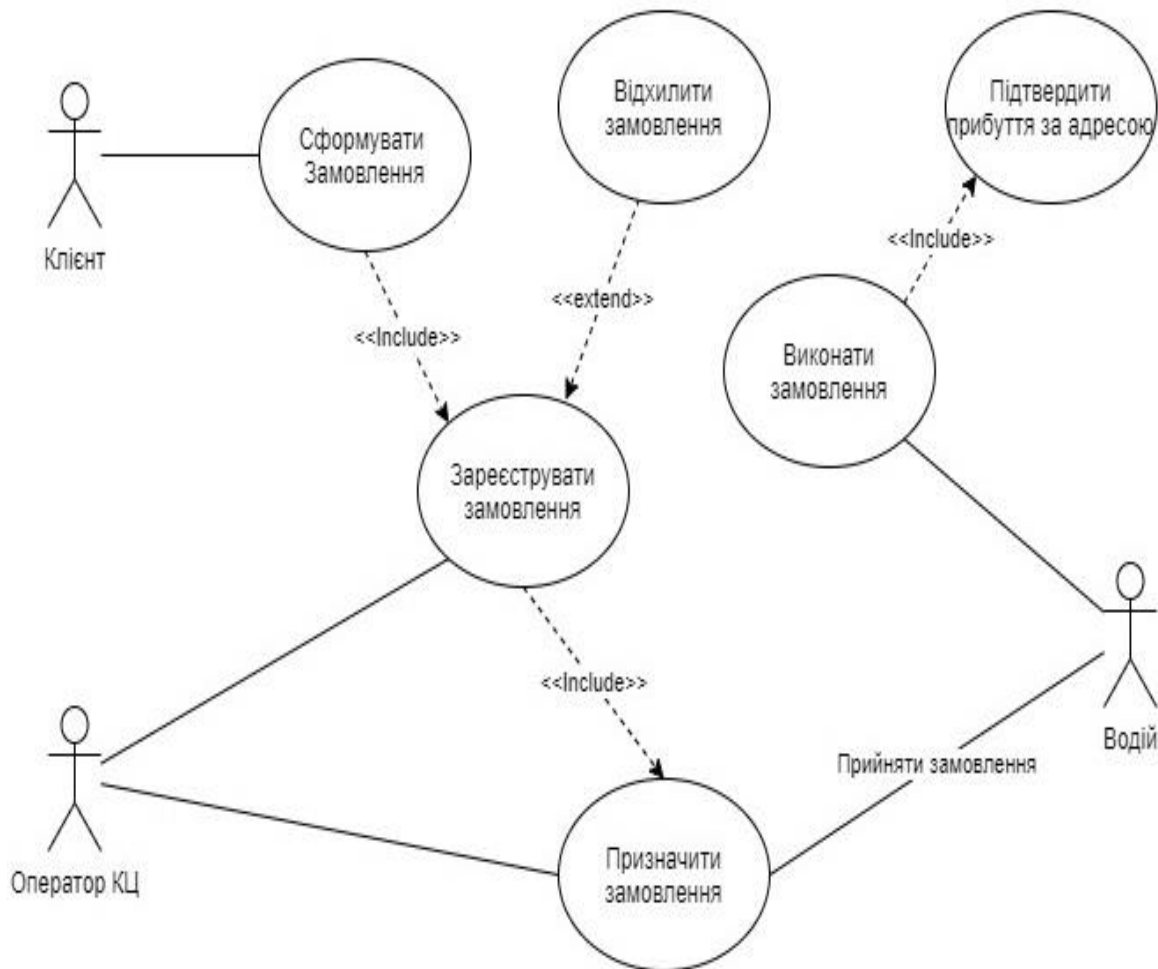 Сформувати
Замовлення
Відхилити
замовлення
Підтвердити
прибуття за адресою
Клієнт
<<Include>>
<<extend>>
<<Include>>
Виконати
замовлення
Зареєструвати
замовлення
<<Include>>
Водій
Прийняти замовлення
Оператор КЦ
Призначити
замовлення